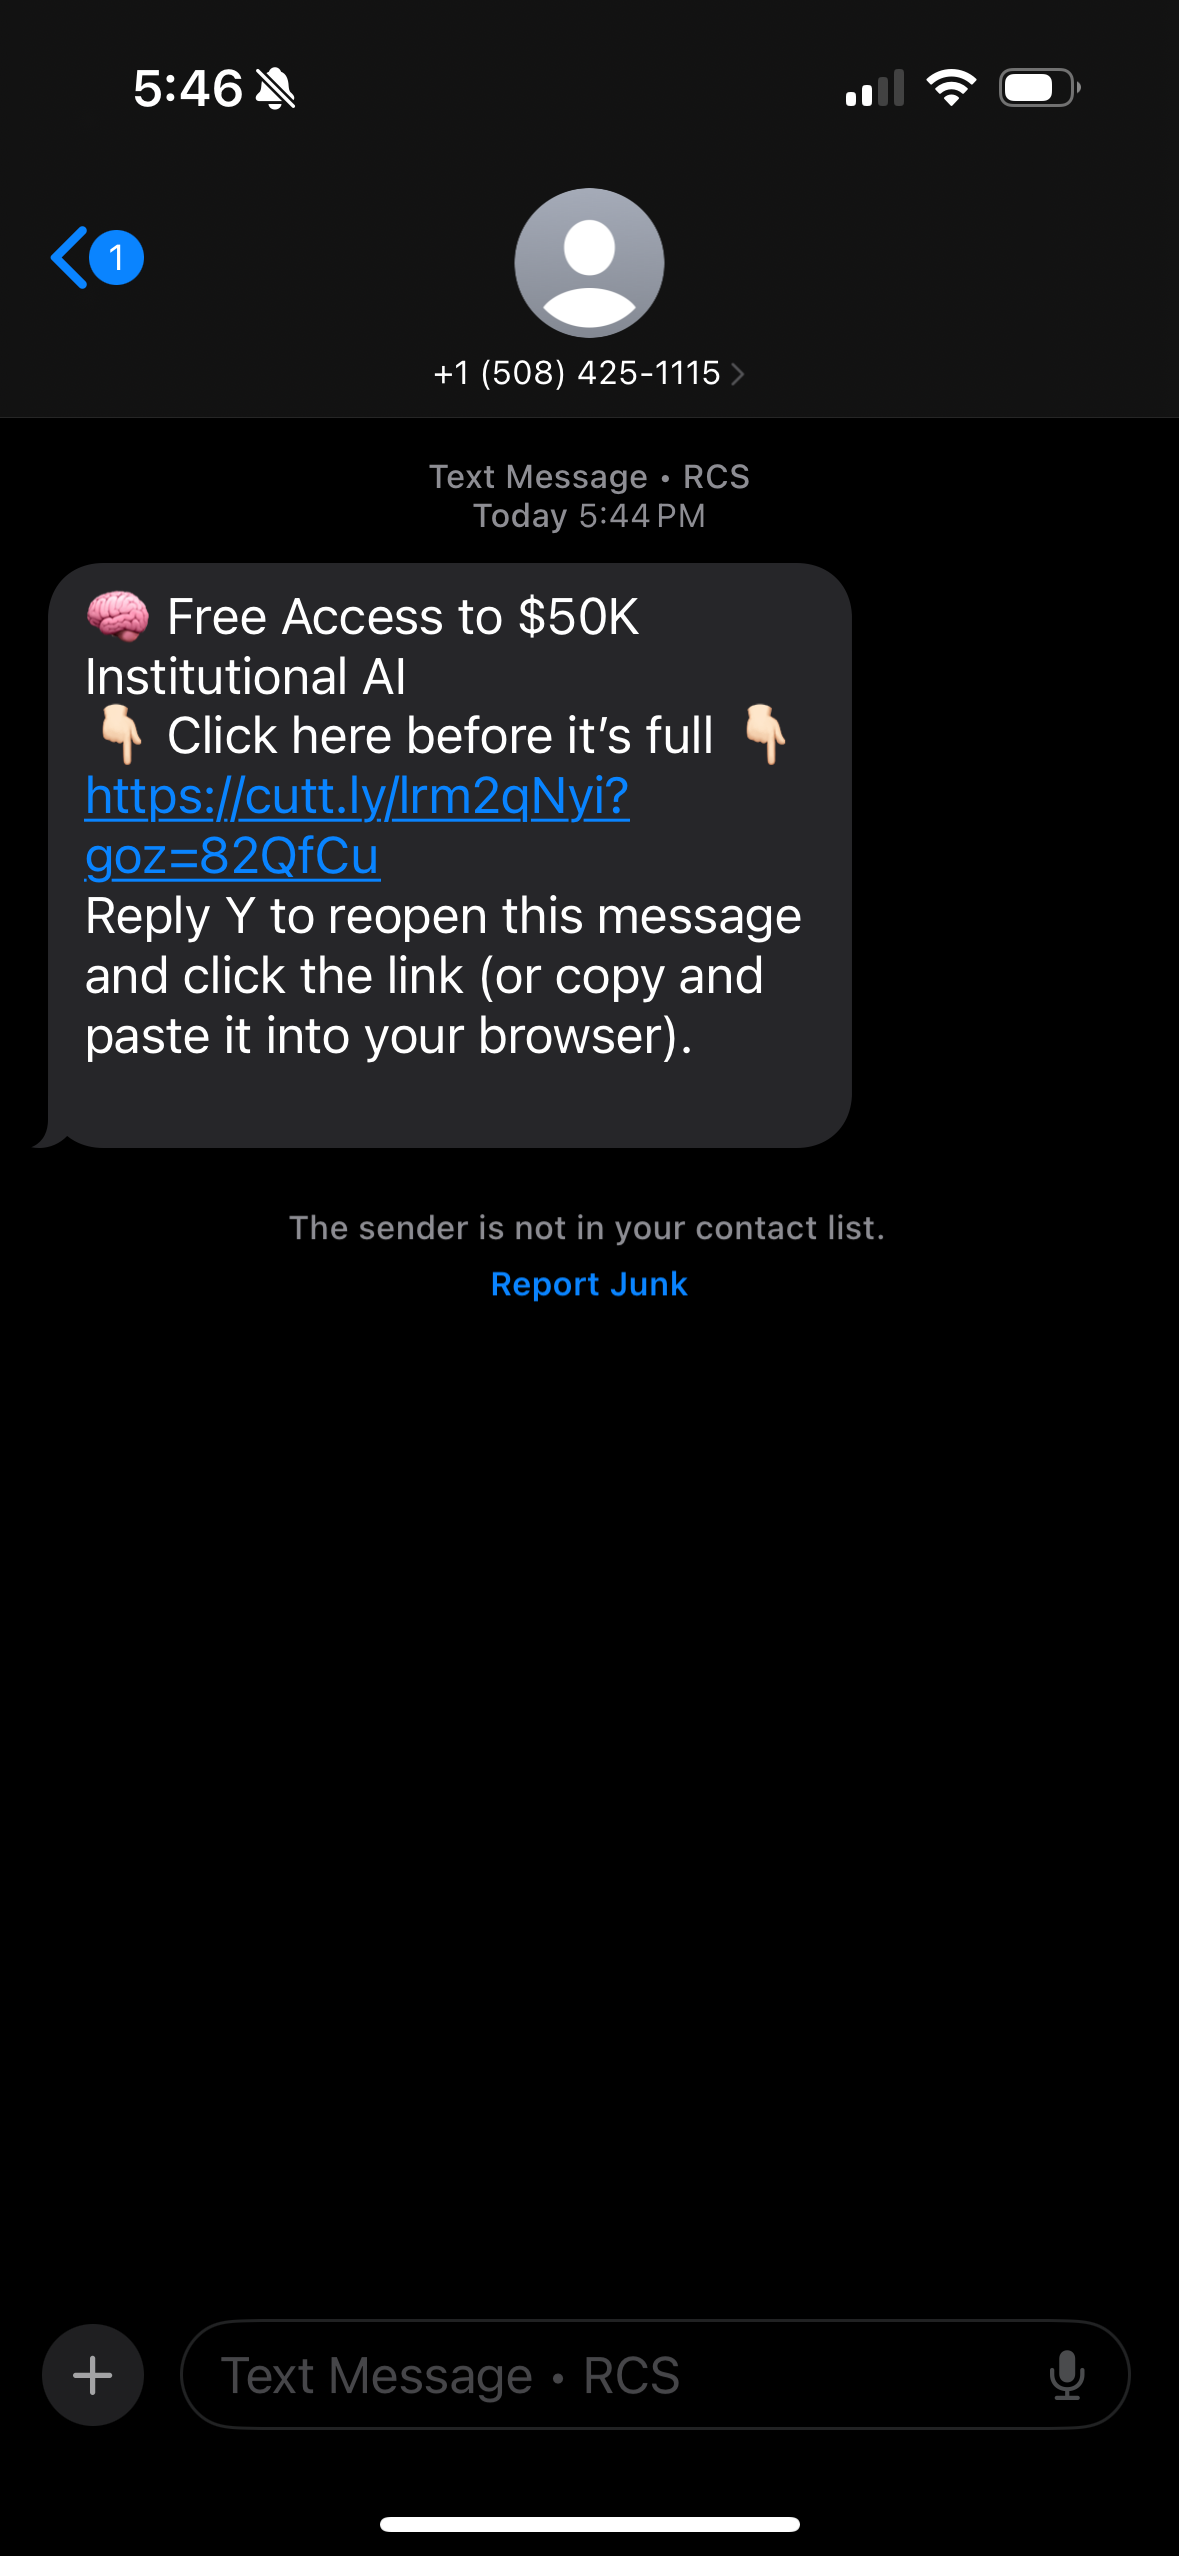 5:46
1
+1 (508) 425-1115
Text Message • RCS
Today 5:44 PM
🧠 Free Access to $50K
Institutional AI
👇🏻 Click here before it’s full 👇🏻
https://cutt.ly/lrm2qNyi?
goz=82QfCu
Reply Y to reopen this message
and click the link (or copy and
paste it into your browser).
The sender is not in your contact list.
Report Junk
Text Message • RCS